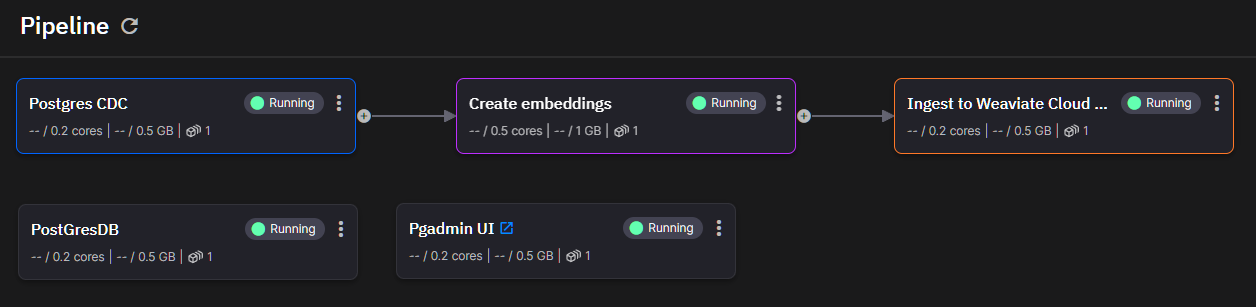 Pipeline
Postgres CDC Running
-- / 0.2 cores | -- / 0.5 GB | 1
Create embeddings Running
-- / 0.5 cores | -- / 1 GB | 1
Ingest to Weaviate Cloud ... Running
-- / 0.2 cores | -- / 0.5 GB | 1
PostGresDB Running
-- / 0.2 cores | -- / 0.5 GB | 1
Pgadmin UI Running
-- / 0.2 cores | -- / 0.5 GB | 1